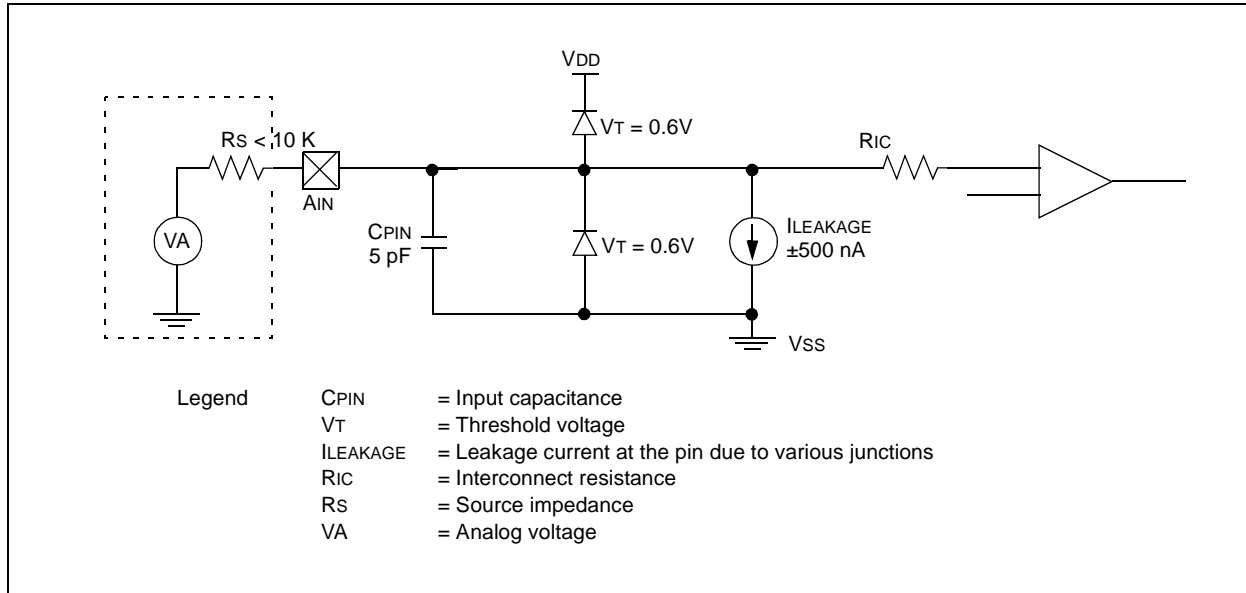 VDD
VT = 0.6V
RS < 10 K
RIC
AIN
VA
CPIN
5 pF
VT = 0.6V
ILEAKAGE
±500 nA
VSS
Legend
CPIN = Input capacitance
VT = Threshold voltage
ILEAKAGE = Leakage current at the pin due to various junctions
RIC = Interconnect resistance
RS = Source impedance
VA = Analog voltage